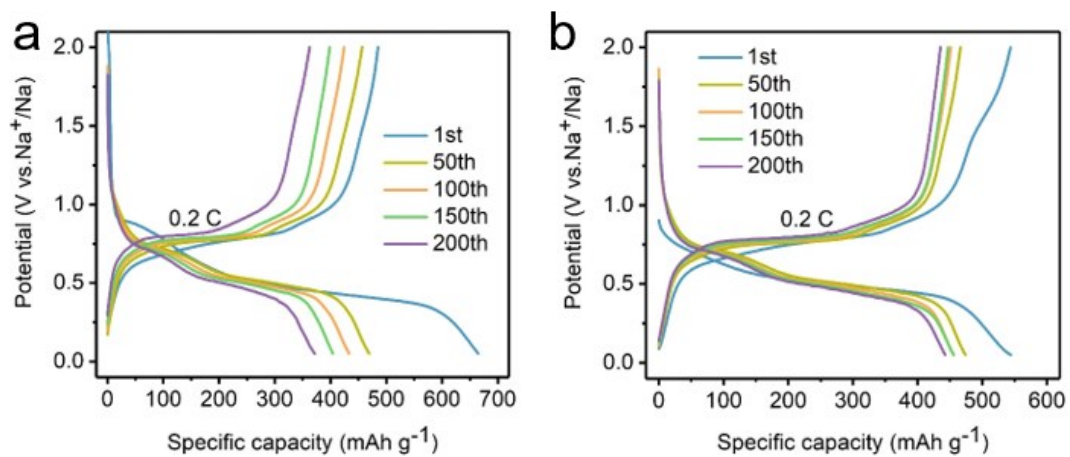 a
2.0
1.5
1.0
0.5
0.0
Potential (V vs.Na⁺/Na)
0.2 C
1st
50th
100th
150th
200th
0 100 200 300 400 500 600 700
Specific capacity (mAh g⁻¹)
b
2.0
1.5
1.0
0.5
0.0
Potential (V vs.Na⁺/Na)
1st
50th
100th
150th
200th
0.2 C
0 100 200 300 400 500 600
Specific capacity (mAh g⁻¹)